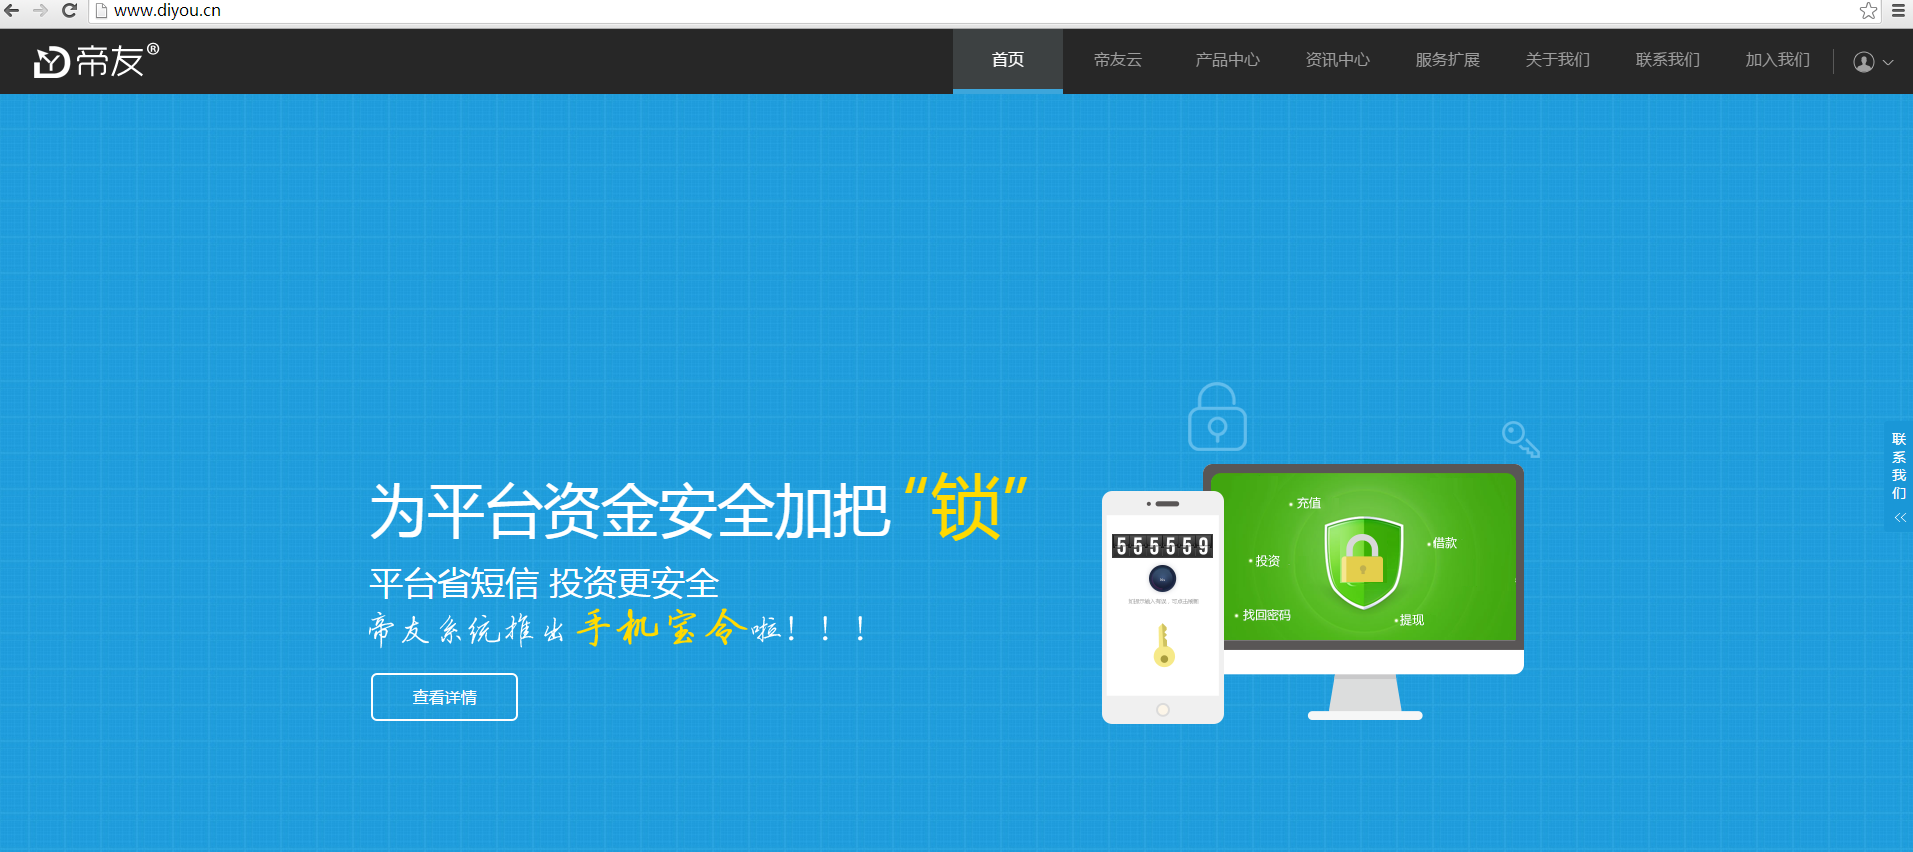 www.diyou.cn
帝友®
首页 帝友云 产品中心 资讯中心 服务扩展 关于我们 联系我们 加入我们
为平台资金安全加把“锁”
平台省短信 投资更安全
帝友系统推出手机宝令啦！！！
查看详情
555559
充值
借款
投资
找回密码
提现
联系我们